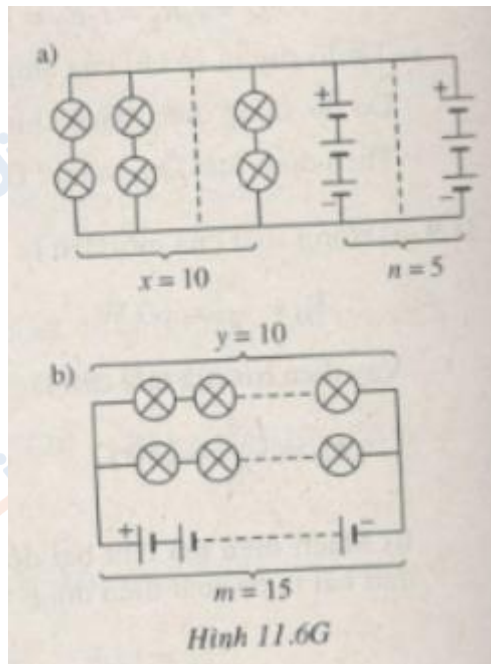 a)
+ +
- -
x = 10
n = 5
y = 10
b)
+ -
m = 15
Hình 11.6G